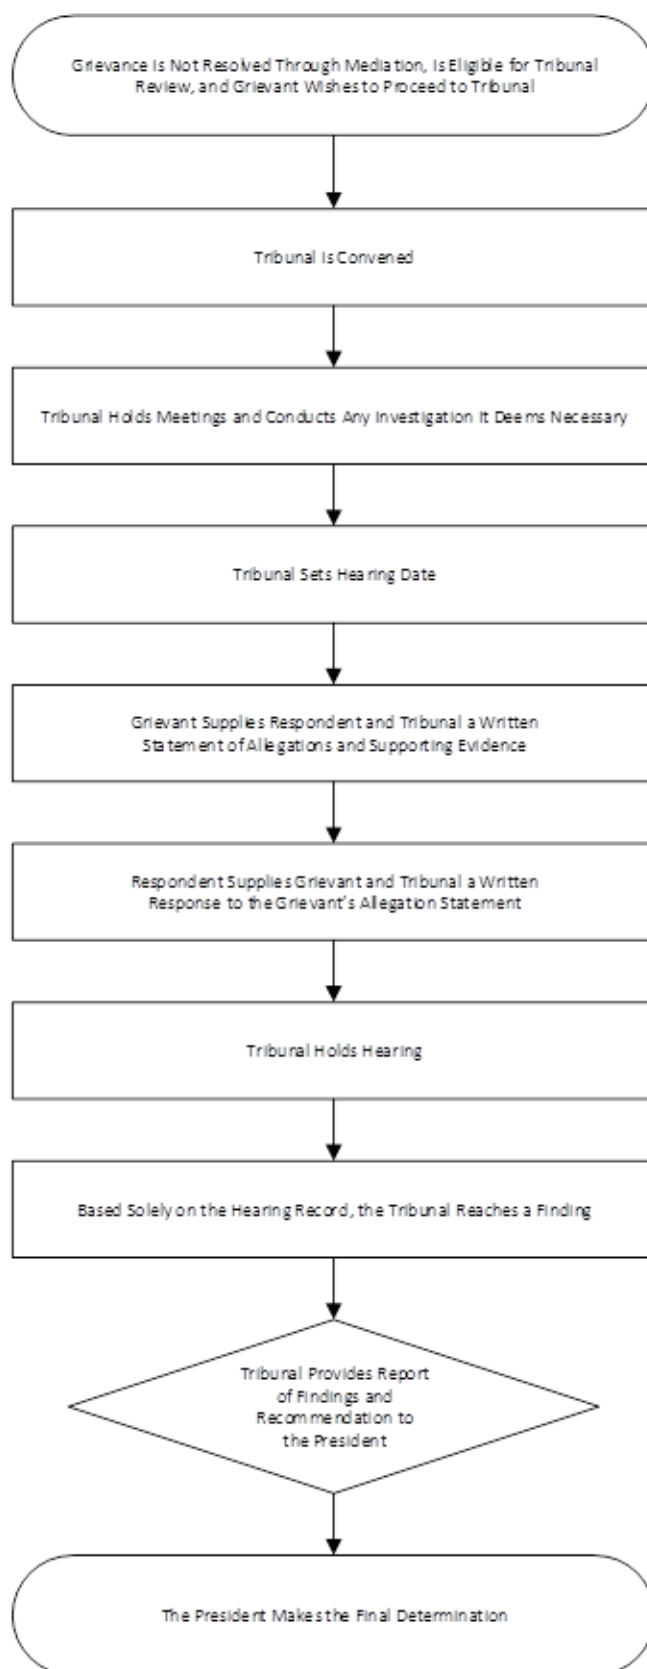 Grievance Is Not Resolved Through Mediation, Is Eligible for Tribunal
Review, and Grievant Wishes to Proceed to Tribunal
Tribunal Is Convened
Tribunal Holds Meetings and Conducts Any Investigation It Deems Necessary
Tribunal Sets Hearing Date
Grievant Supplies Respondent and Tribunal a Written
Statement of Allegations and Supporting Evidence
Respondent Supplies Grievant and Tribunal a Written
Response to the Grievant's Allegation Statement
Tribunal Holds Hearing
Based Solely on the Hearing Record, the Tribunal Reaches a Finding
Tribunal Provides Report
of Findings and
Recommendation to
the President
The President Makes the Final Determination